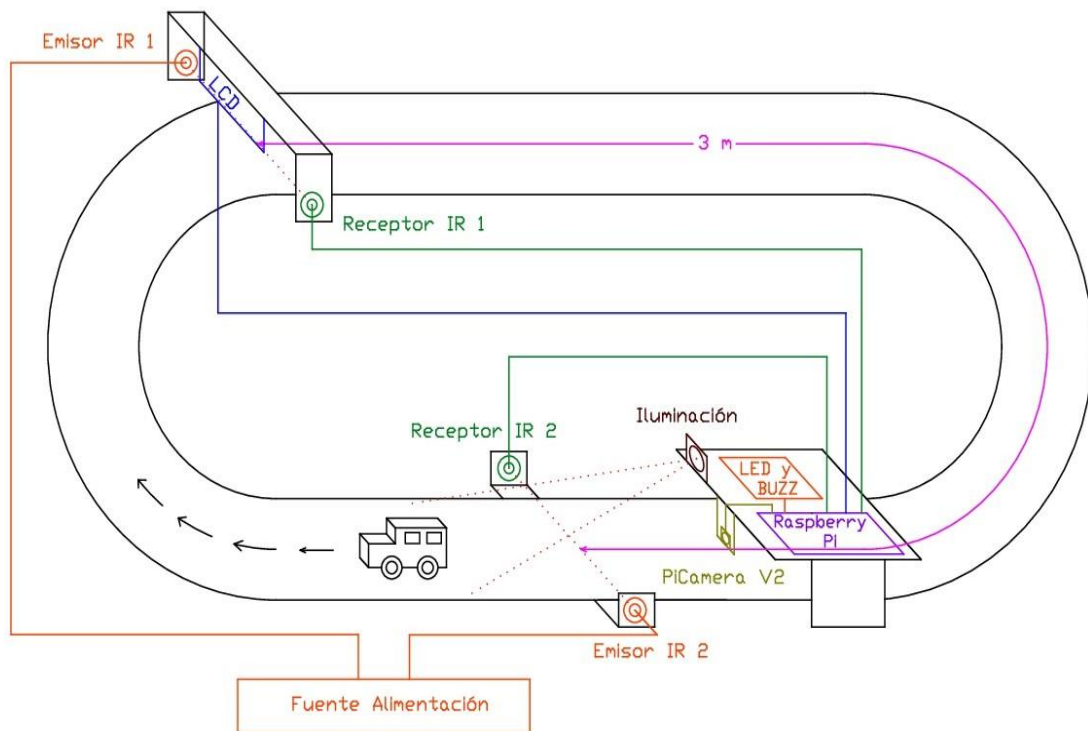 Emisor IR 1
LCD
3 m
Receptor IR 1
Iluminación
Receptor IR 2
LED y
BUZZ
Raspberry
Pi
PiCamera V2
Emisor IR 2
Fuente Alimentación